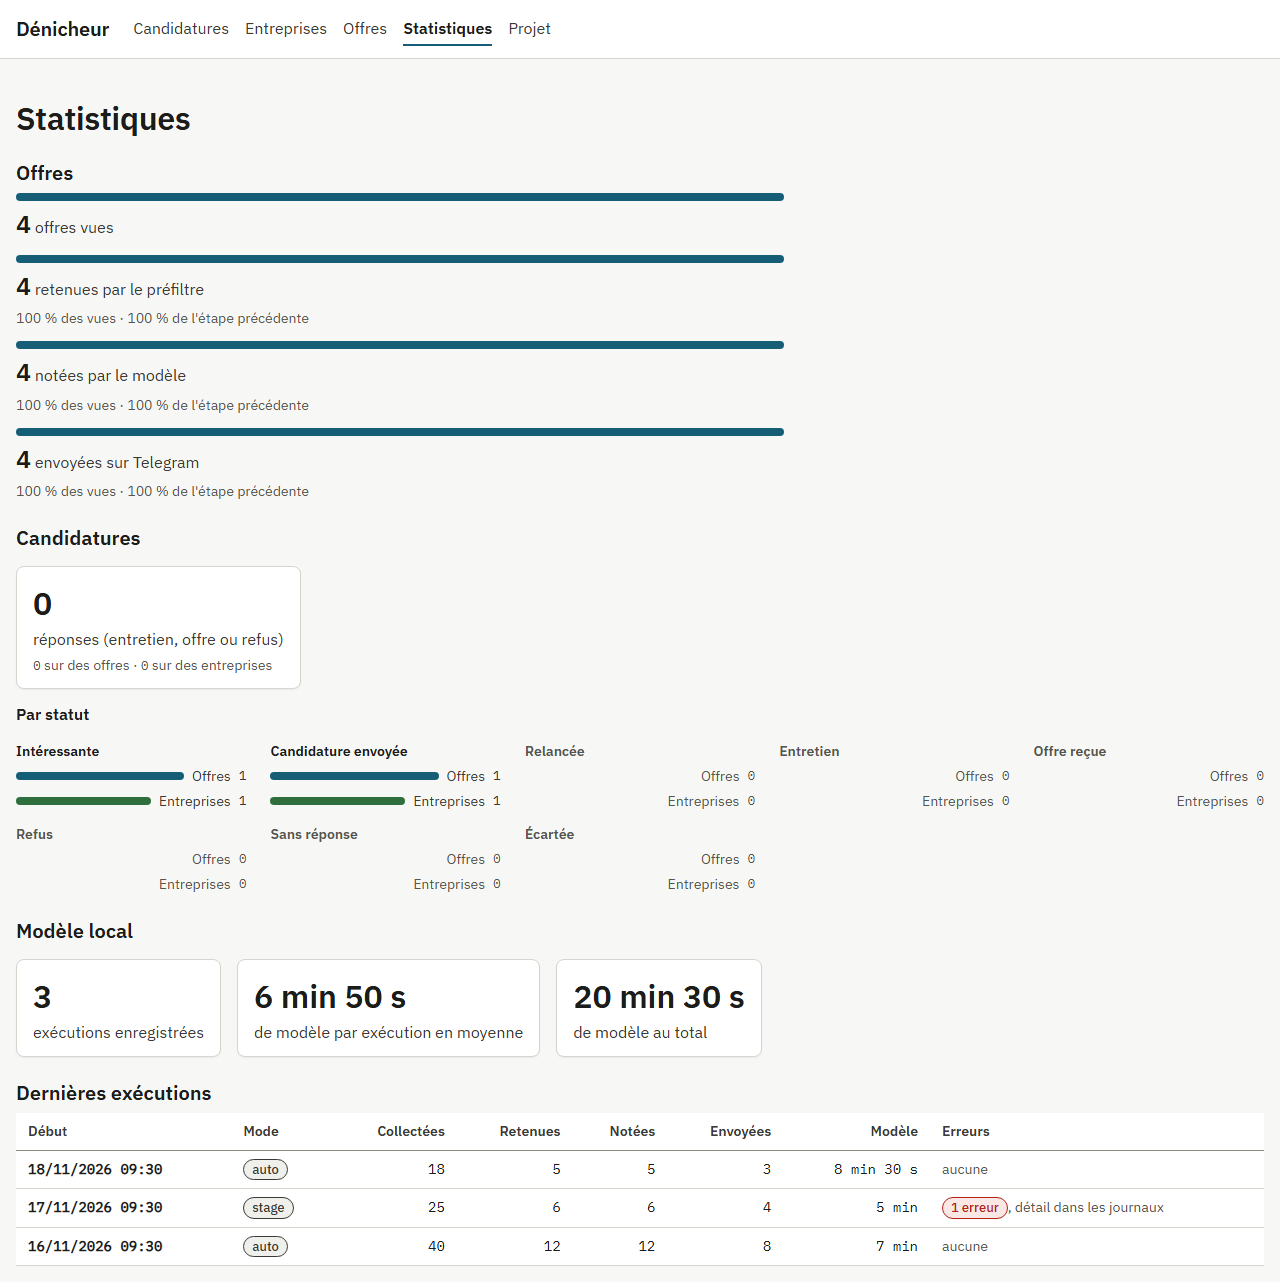 Dénicheur Candidatures Entreprises Offres Statistiques Projet
Statistiques
Offres
4 offres vues
4 retenues par le préfiltre
100 % des vues · 100 % de l'étape précédente
4 notées par le modèle
100 % des vues · 100 % de l'étape précédente
4 envoyées sur Telegram
100 % des vues · 100 % de l'étape précédente
Candidatures
0
réponses (entretien, offre ou refus)
0 sur des offres · 0 sur des entreprises
Par statut
Intéressante Candidature envoyée Relancée Entretien Offre reçue
Offres 1 Offres 1 Offres 0 Offres 0 Offres 0
Entreprises 1 Entreprises 1 Entreprises 0 Entreprises 0 Entreprises 0
Refus Sans réponse Écartée
Offres 0 Offres 0 Offres 0
Entreprises 0 Entreprises 0 Entreprises 0
Modèle local
3 6 min 50 s 20 min 30 s
exécutions enregistrées de modèle par exécution en moyenne de modèle au total
Dernières exécutions
Début Mode Collectées Retenues Notées Envoyées Modèle Erreurs
18/11/2026 09:30 auto 18 5 5 3 8 min 30 s aucune
17/11/2026 09:30 stage 25 6 6 4 5 min 1 erreur, détail dans les journaux
16/11/2026 09:30 auto 40 12 12 8 7 min aucune